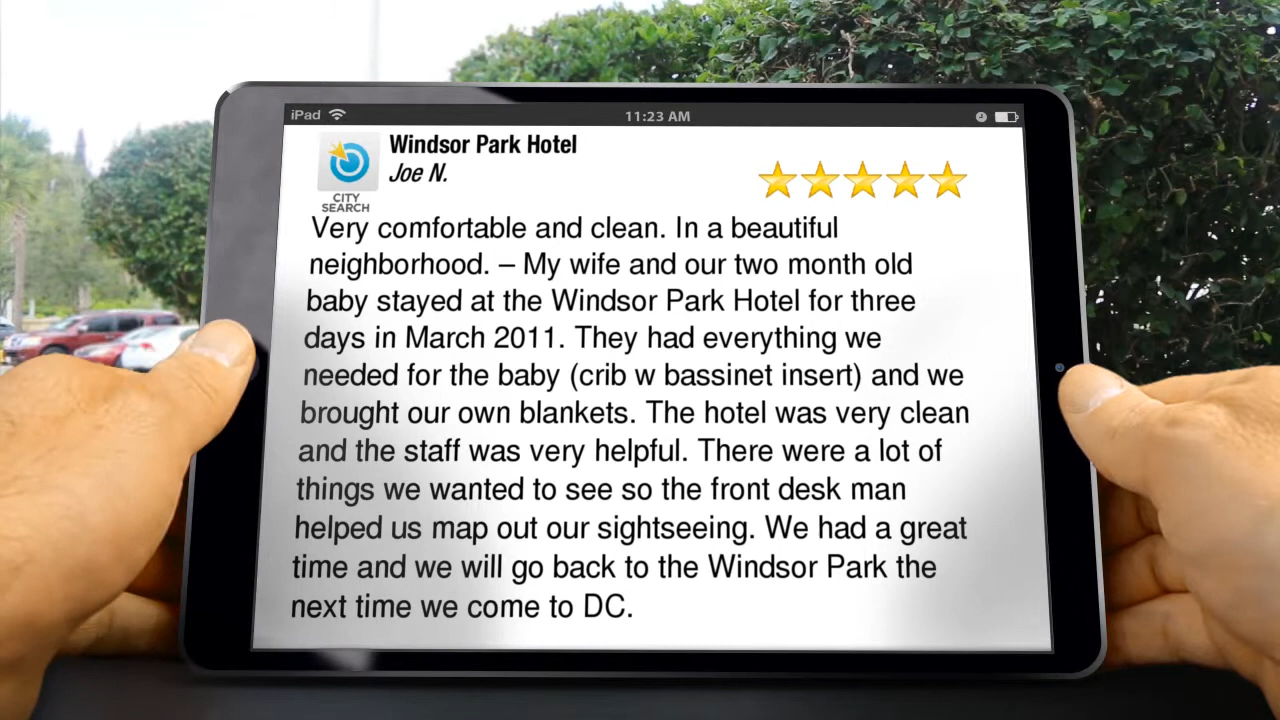 iPad 11:23 AM
Windsor Park Hotel
Joe N.
CITY
SEARCH
Very comfortable and clean. In a beautiful
neighborhood. – My wife and our two month old
baby stayed at the Windsor Park Hotel for three
days in March 2011. They had everything we
needed for the baby (crib w bassinet insert) and we
brought our own blankets. The hotel was very clean
and the staff was very helpful. There were a lot of
things we wanted to see so the front desk man
helped us map out our sightseeing. We had a great
time and we will go back to the Windsor Park the
next time we come to DC.